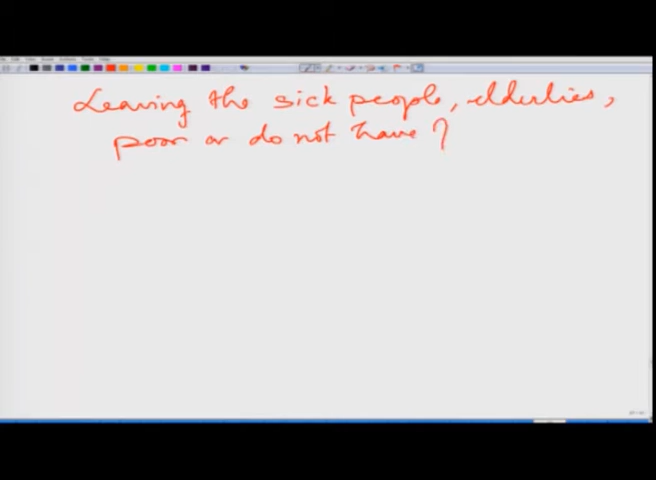 Leaving the sick people, elderlies,
poor or do not have ?